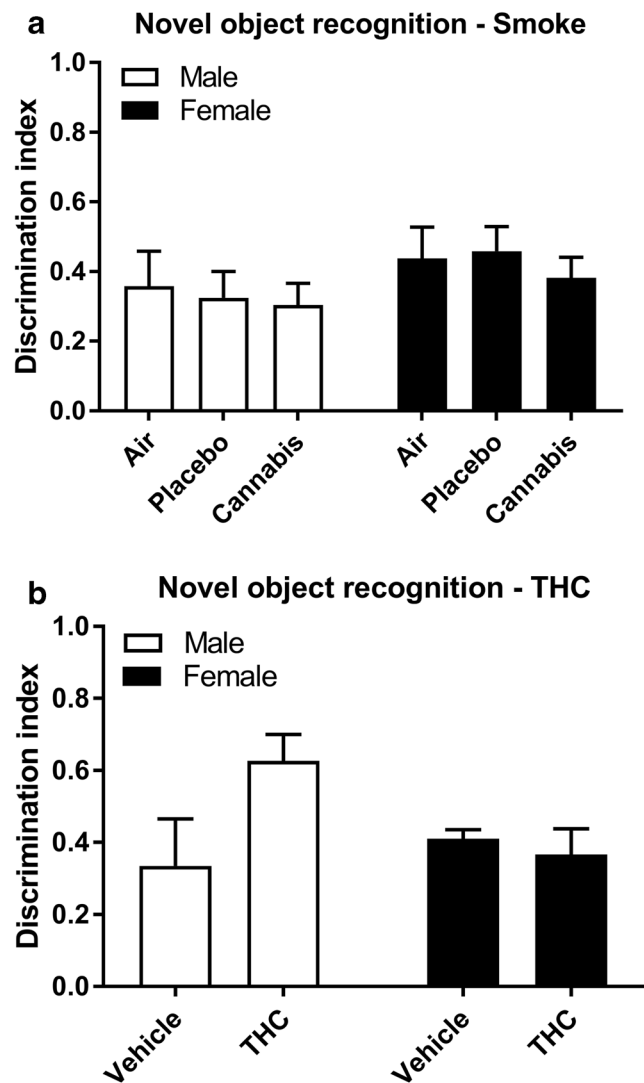 a
Novel object recognition - Smoke
Discrimination index
1.0
0.8
0.6
0.4
0.2
0.0
Male
Female
Air
Placebo
Cannabis
Air
Placebo
Cannabis
b
Novel object recognition - THC
Discrimination index
1.0
0.8
0.6
0.4
0.2
0.0
Male
Female
Vehicle
THC
Vehicle
THC